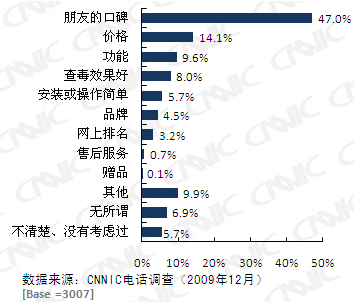 朋友的口碑 47.0%
价格 14.1%
功能 9.6%
查毒效果好 8.0%
安装或操作简单 5.7%
品牌 4.5%
网上排名 3.2%
售后服务 0.7%
赠品 0.1%
其他 9.9%
无所谓 6.9%
不清楚、没有考虑过 5.7%
0% 10% 20% 30% 40% 50%
数据来源：CNNIC电话调查（2009年12月）
[Base =3007]